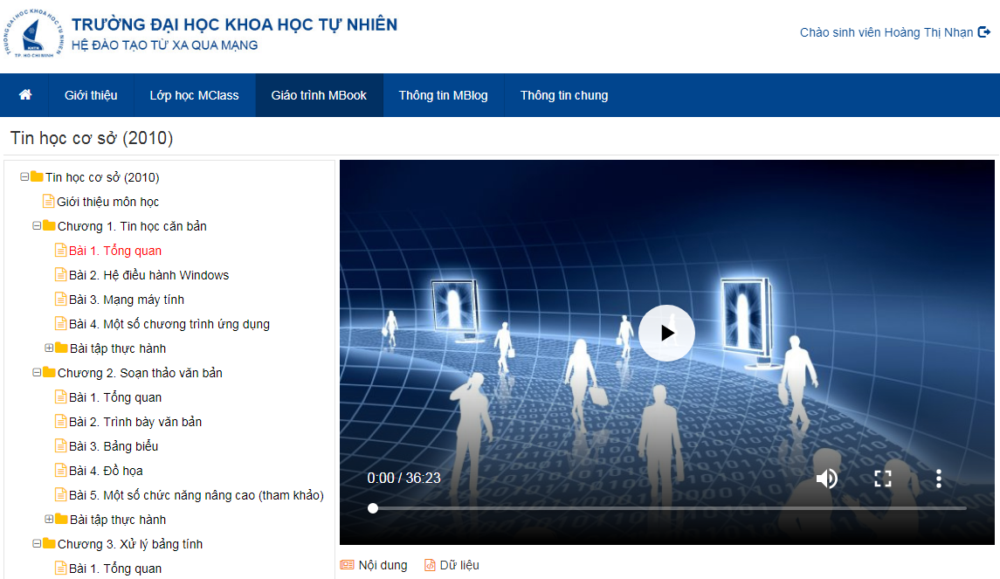 TRƯỜNG ĐẠI HỌC KHOA HỌC TỰ NHIÊN
TP. HO CHI MINH
TRƯỜNG ĐẠI HỌC KHOA HỌC TỰ NHIÊN
HỆ ĐÀO TẠO TỪ XA QUA MẠNG
Chào sinh viên Hoàng Thị Nhạn
Giới thiệu
Lớp học MClass
Giáo trình MBook
Thông tin MBlog
Thông tin chung
Tin học cơ sở (2010)
Tin học cơ sở (2010)
Giới thiệu môn học
Chương 1. Tin học căn bản
Bài 1. Tổng quan
Bài 2. Hệ điều hành Windows
Bài 3. Mạng máy tính
Bài 4. Một số chương trình ứng dụng
Bài tập thực hành
Chương 2. Soạn thảo văn bản
Bài 1. Tổng quan
Bài 2. Trình bày văn bản
Bài 3. Bảng biểu
Bài 4. Đồ họa
Bài 5. Một số chức năng nâng cao (tham khảo)
Bài tập thực hành
Chương 3. Xử lý bảng tính
Bài 1. Tổng quan
0:00 / 36:23
Nội dung
Dữ liệu